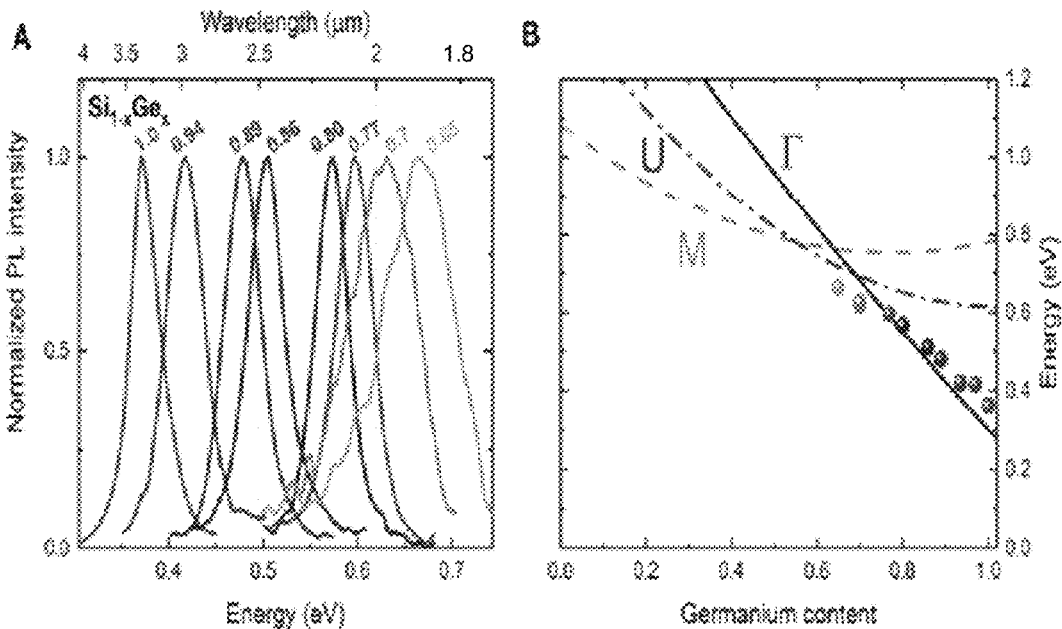 A
Wavelength (μm)
4 3.5 3 2.5 2 1.8
Si1-xGex
1.0 0.94 0.89 0.86 0.80 0.77 0.7 0.65
1.0
0.5
0.0
Normalized PL intensity
0.4 0.5 0.6 0.7
Energy (eV)
B
U
Γ
M
1.2
1.0
0.8
0.6
0.4
0.2
0.0
Energy (eV)
0.0 0.2 0.4 0.6 0.8 1.0
Germanium content